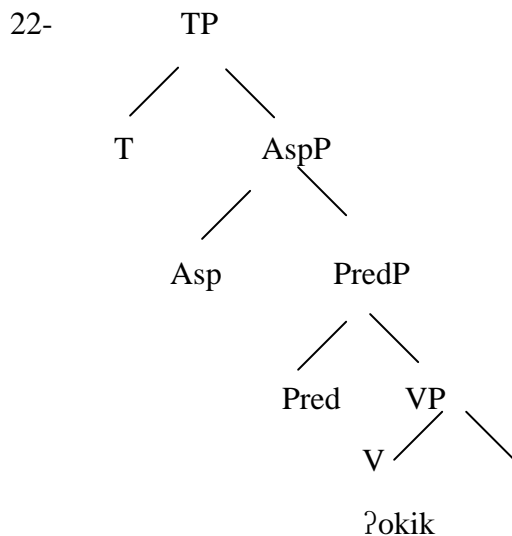 22- TP
T AspP
Asp PredP
Pred VP
V
ʔokik